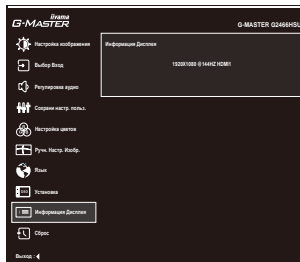 iiyama
G-MASTER
G-MASTER G2466HSU
Настройка изображения
Информация Дисплея
Выбор Вход
1920X1080 @144HZ HDMI1
Регулировка аудио
Сохрани настр. польз.
Настройка цветов
Ручн. Настр. Изобр.
Язык
OSD
Установка
Информация Дисплея
Сброс
Выход :